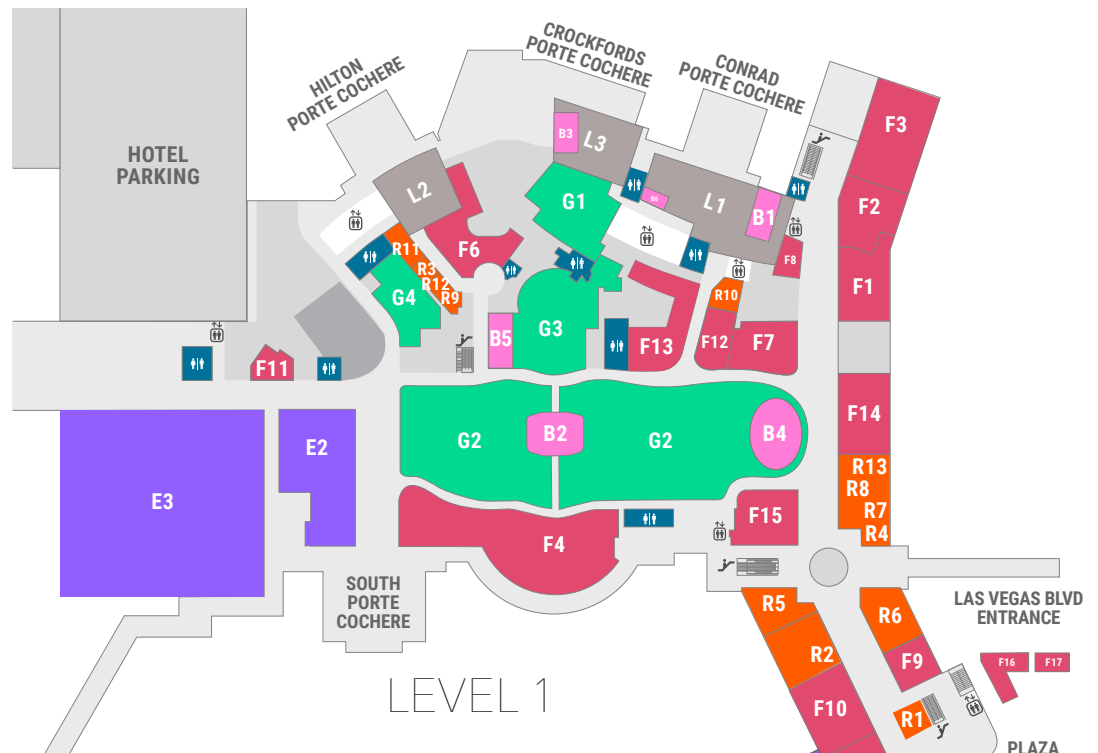 CROCKFORDS
PORTE COCHERE
HILTON
PORTE COCHERE
CONRAD
PORTE COCHERE
HOTEL
PARKING
F3
B3
L3
L2
G1
B6
L1
B1
F2
R11
F6
F8
R3
R12
R9
G4
R10
F1
B5
G3
F13
F12
F7
F11
F14
G2
B2
G2
B4
E2
E3
R13
R8
R7
R4
F15
F4
SOUTH
PORTE
COCHERE
R5
R6
LAS VEGAS BLVD
ENTRANCE
R2
F9
F16
F17
LEVEL 1
F10
R1
PLAZA